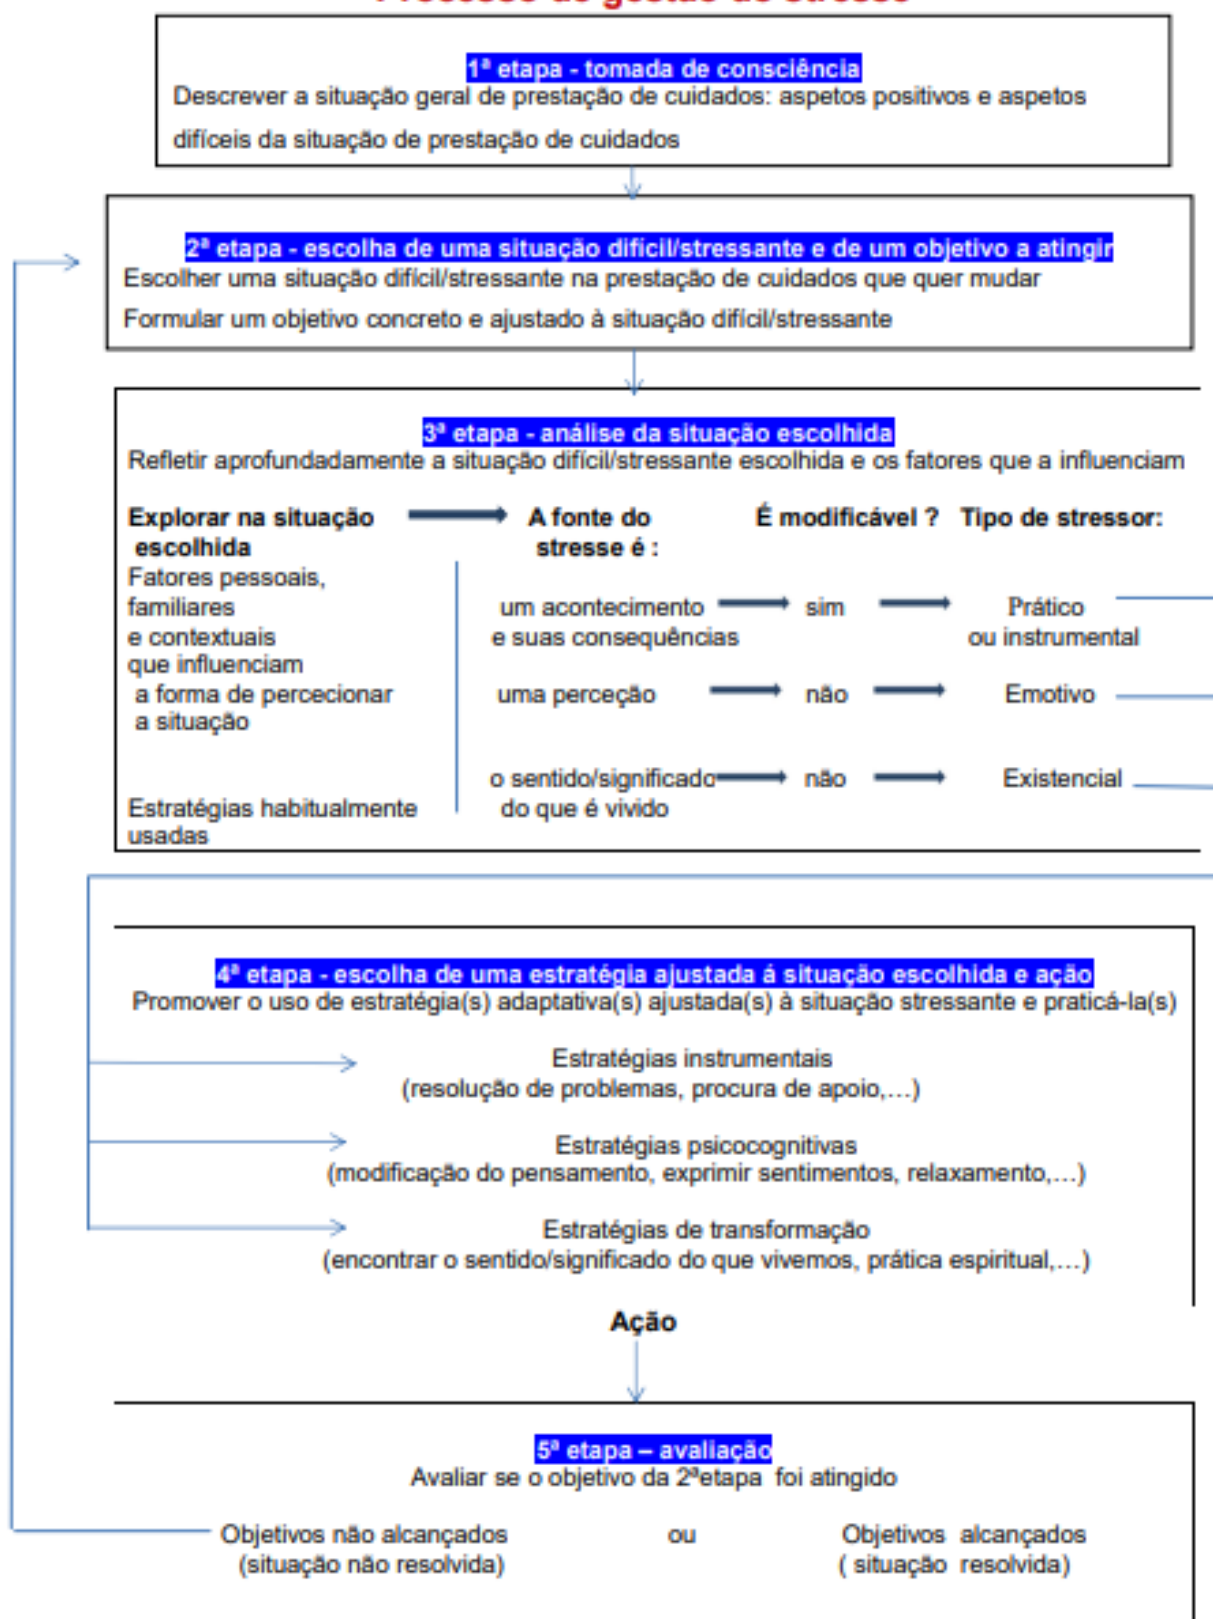 Processo de gestão de stresse
1ª etapa - tomada de consciência
Descrever a situação geral de prestação de cuidados: aspetos positivos e aspetos
difíceis da situação de prestação de cuidados
2ª etapa - escolha de uma situação difícil/stressante e de um objetivo a atingir
Escolher uma situação difícil/stressante na prestação de cuidados que quer mudar
Formular um objetivo concreto e ajustado à situação difícil/stressante
3ª etapa - análise da situação escolhida
Refletir aprofundadamente a situação difícil/stressante escolhida e os fatores que a influenciam
Explorar na situação
escolhida
A fonte do
stresse é :
É modificável ?
Tipo de stressor:
Fatores pessoais,
familiares
e contextuais
que influenciam
a forma de percecionar
a situação
Estratégias habitualmente
usadas
um acontecimento
e suas consequências
sim
Prático
ou instrumental
uma perceção
não
Emotivo
o sentido/significado
do que é vivido
não
Existencial
4ª etapa - escolha de uma estratégia ajustada á situação escolhida e ação
Promover o uso de estratégia(s) adaptativa(s) ajustada(s) à situação stressante e praticá-la(s)
Estratégias instrumentais
(resolução de problemas, procura de apoio,...)
Estratégias psicocognitivas
(modificação do pensamento, exprimir sentimentos, relaxamento,...)
Estratégias de transformação
(encontrar o sentido/significado do que vivemos, prática espiritual,...)
Ação
5ª etapa – avaliação
Avaliar se o objetivo da 2ªetapa foi atingido
Objetivos não alcançados
(situação não resolvida)
ou
Objetivos alcançados
( situação resolvida)